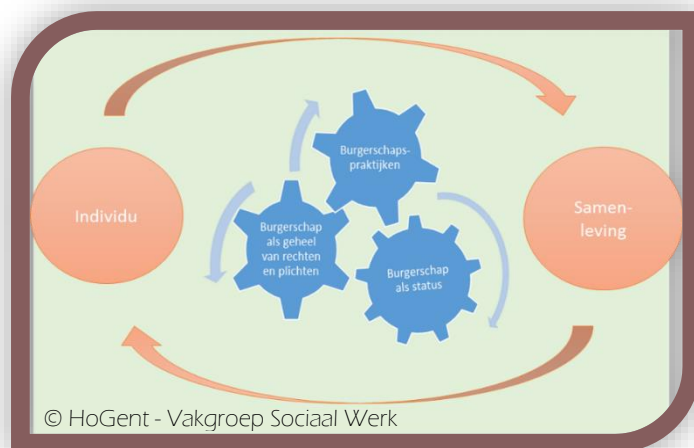 Burgerschaps-
praktijken
Individu
Burgerschap
als geheel
van rechten
en plichten
Burgerschap
als status
Samen-
leving
© HoGent - Vakgroep Sociaal Werk